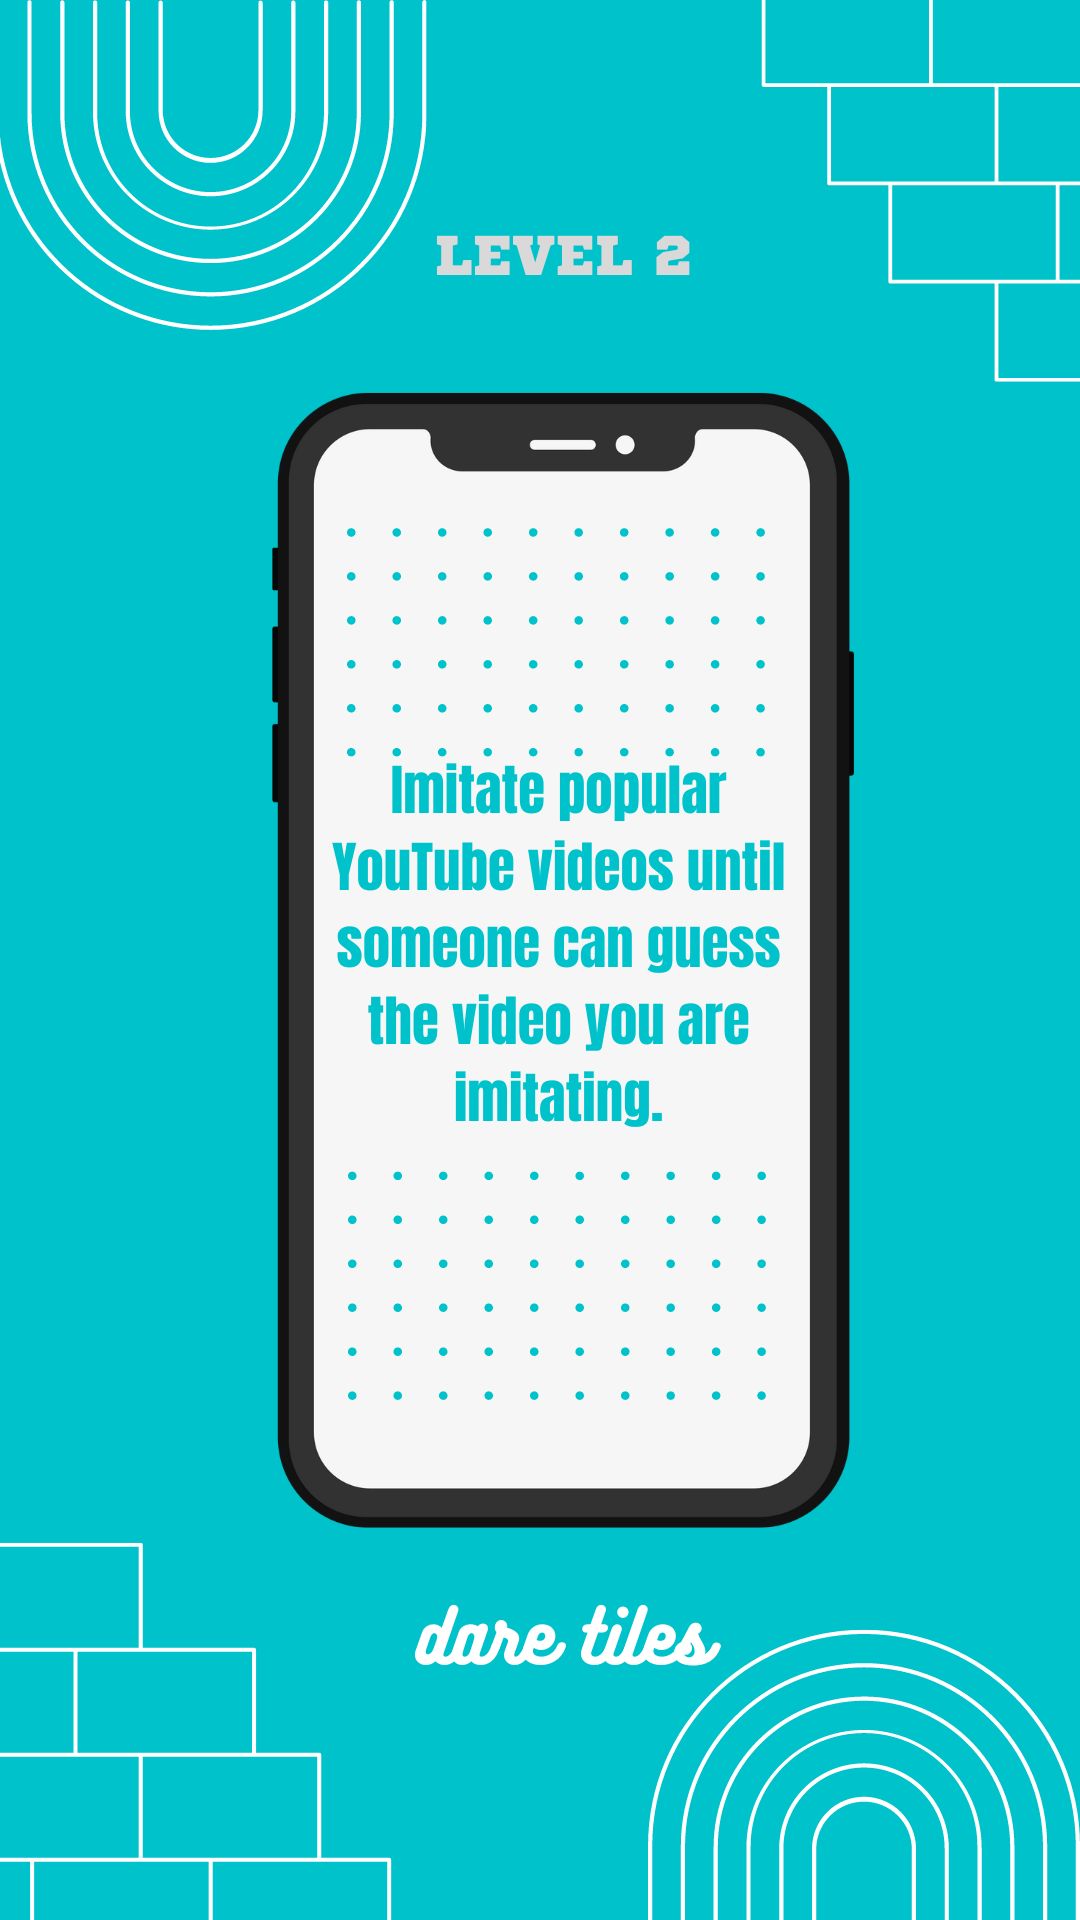 LEVEL 2
Imitate popular
YouTube videos until
someone can guess
the video you are
imitating.
dare tiles